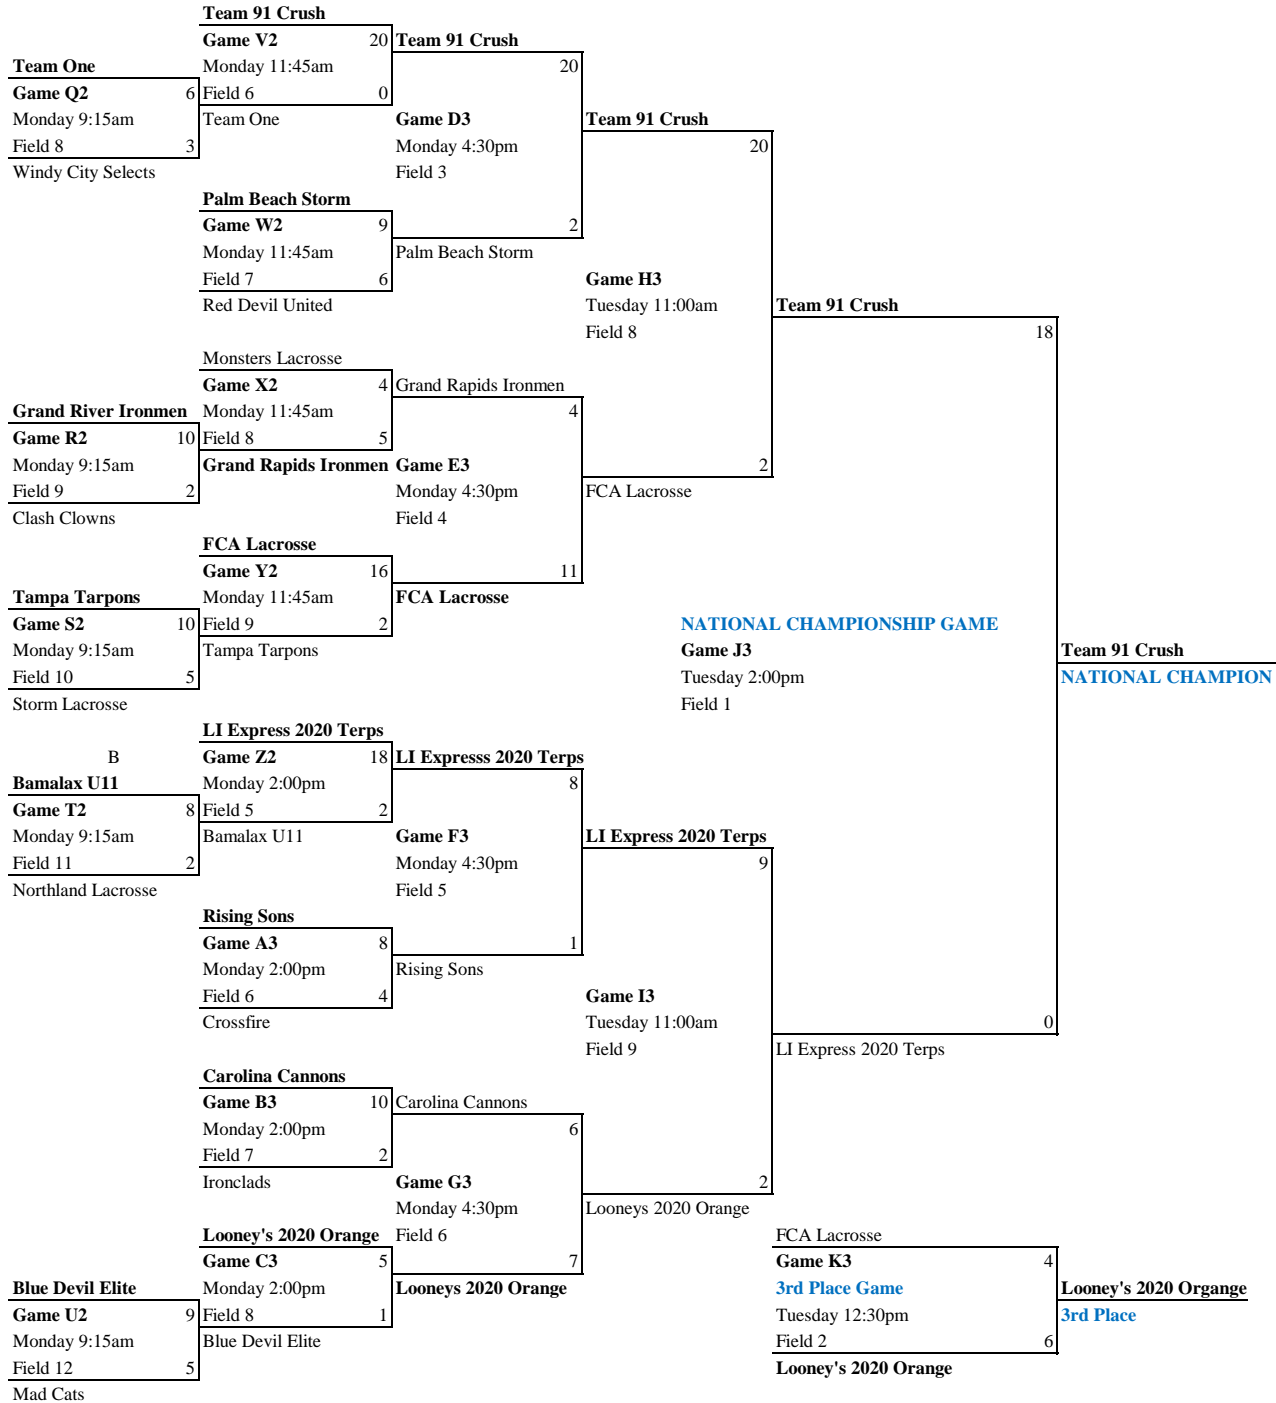 Team 91 Crush
Game V2 20 Team 91 Crush
Team One Monday 11:45am 20
Game Q2 6 Field 6 0
Monday 9:15am Team One Game D3 Team 91 Crush
Field 8 3 Monday 4:30pm 20
Windy City Selects Field 3
Palm Beach Storm
Game W2 9 2
Monday 11:45am Palm Beach Storm
Field 7 6 Game H3
Red Devil United Tuesday 11:00am Team 91 Crush
Field 8 18
Monsters Lacrosse
Game X2 4 Grand Rapids Ironmen
Grand River Ironmen Monday 11:45am 4
Game R2 10 Field 8 5
Monday 9:15am Grand Rapids Ironmen Game E3 2
Field 9 2 Monday 4:30pm FCA Lacrosse
Clash Clowns Field 4
FCA Lacrosse
Game Y2 16 11
Tampa Tarpons Monday 11:45am FCA Lacrosse
Game S2 10 Field 9 2 NATIONAL CHAMPIONSHIP GAME
Monday 9:15am Tampa Tarpons Game J3 Team 91 Crush
Field 10 5 Tuesday 2:00pm NATIONAL CHAMPION
Storm Lacrosse Field 1
LI Express 2020 Terps
B Game Z2 18 LI Expresss 2020 Terps
Bamalax U11 Monday 2:00pm 8
Game T2 8 Field 5 2
Monday 9:15am Bamalax U11 Game F3 LI Express 2020 Terps
Field 11 2 Monday 4:30pm 9
Northland Lacrosse Field 5
Rising Sons
Game A3 8 1
Monday 2:00pm Rising Sons
Field 6 4 Game I3
Crossfire Tuesday 11:00am 0
Field 9 LI Express 2020 Terps
Carolina Cannons
Game B3 10 Carolina Cannons
Monday 2:00pm 6
Field 7 2
Ironclads Game G3 2
Monday 4:30pm Looneys 2020 Orange
Looney's 2020 Orange Field 6 FCA Lacrosse
Game C3 5 7 Game K3 4
Blue Devil Elite Monday 2:00pm Looneys 2020 Orange 3rd Place Game Looney's 2020 Organge
Game U2 9 Field 8 1 Tuesday 12:30pm 3rd Place
Monday 9:15am Blue Devil Elite Field 2 6
Field 12 5 Looney's 2020 Orange
Mad Cats